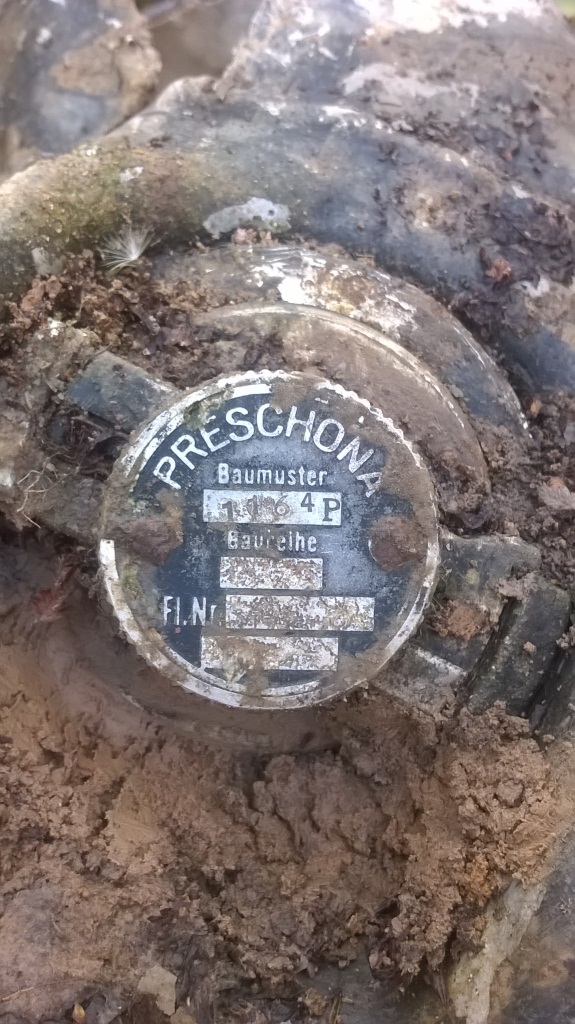 PRESCHONA
Baumuster
1164P
Baureihe
Fl.Nr.